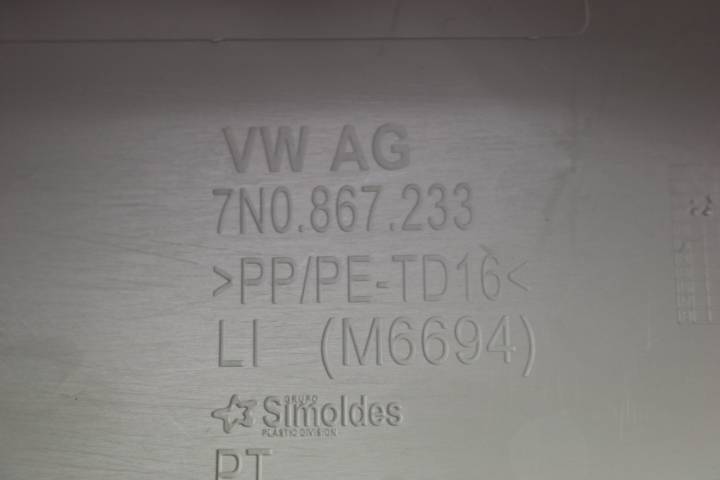 VW AG
7N0.867.233
>PP/PE-TD16<
LI (M6694)
GRUPO
Simoldes
PLASTIC DIVISION
PT